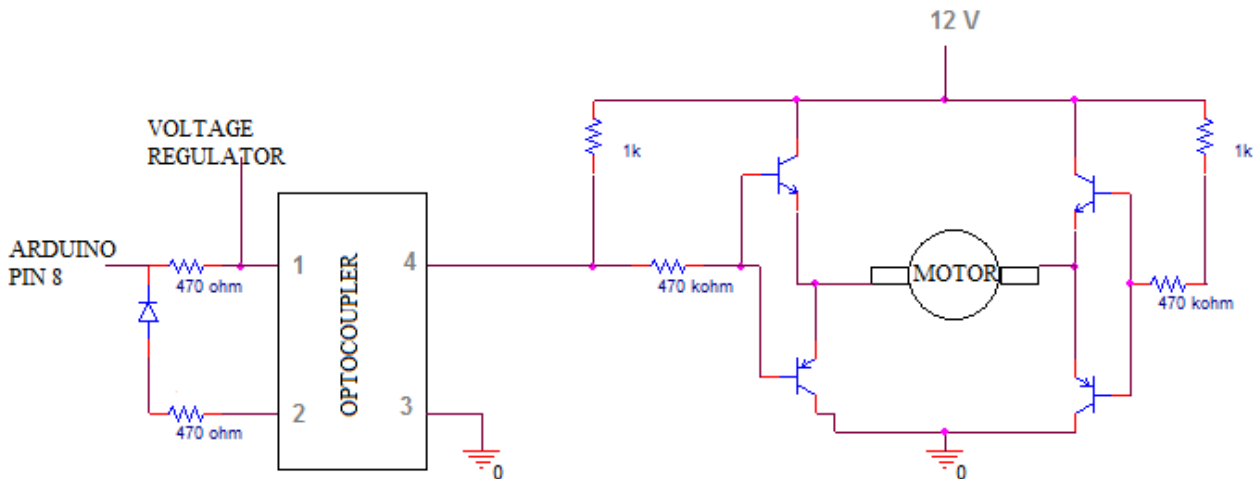 12 V
VOLTAGE
REGULATOR
1k
1k
ARDUINO
PIN 8
470 ohm
1
OPTOCOUPLER
4
470 kohm
MOTOR
470 kohm
470 ohm
2
3
0
0